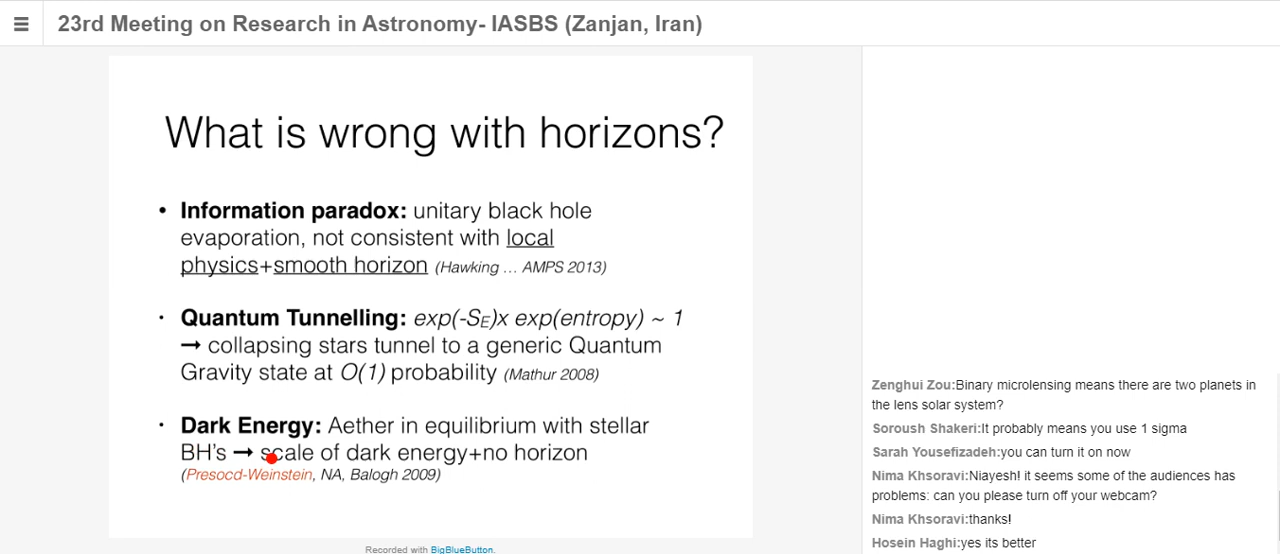 23rd Meeting on Research in Astronomy- IASBS (Zanjan, Iran)
What is wrong with horizons?
• Information paradox: unitary black hole
evaporation, not consistent with local
physics+smooth horizon (Hawking … AMPS 2013)
• Quantum Tunnelling: exp(-SE)x exp(entropy) ~ 1
→ collapsing stars tunnel to a generic Quantum
Gravity state at O(1) probability (Mathur 2008)
• Dark Energy: Aether in equilibrium with stellar
BH's → scale of dark energy+no horizon
(Presocd-Weinstein, NA, Balogh 2009)
Recorded with BigBlueButton.
Zenghui Zou:Binary microlensing means there are two planets in
the lens solar system?
Soroush Shakeri:It probably means you use 1 sigma
Sarah Yousefizadeh:you can turn it on now
Nima Khsoravi:Niayesh! it seems some of the audiences has
problems: can you please turn off your webcam?
Nima Khsoravi:thanks!
Hosein Haghi:yes its better